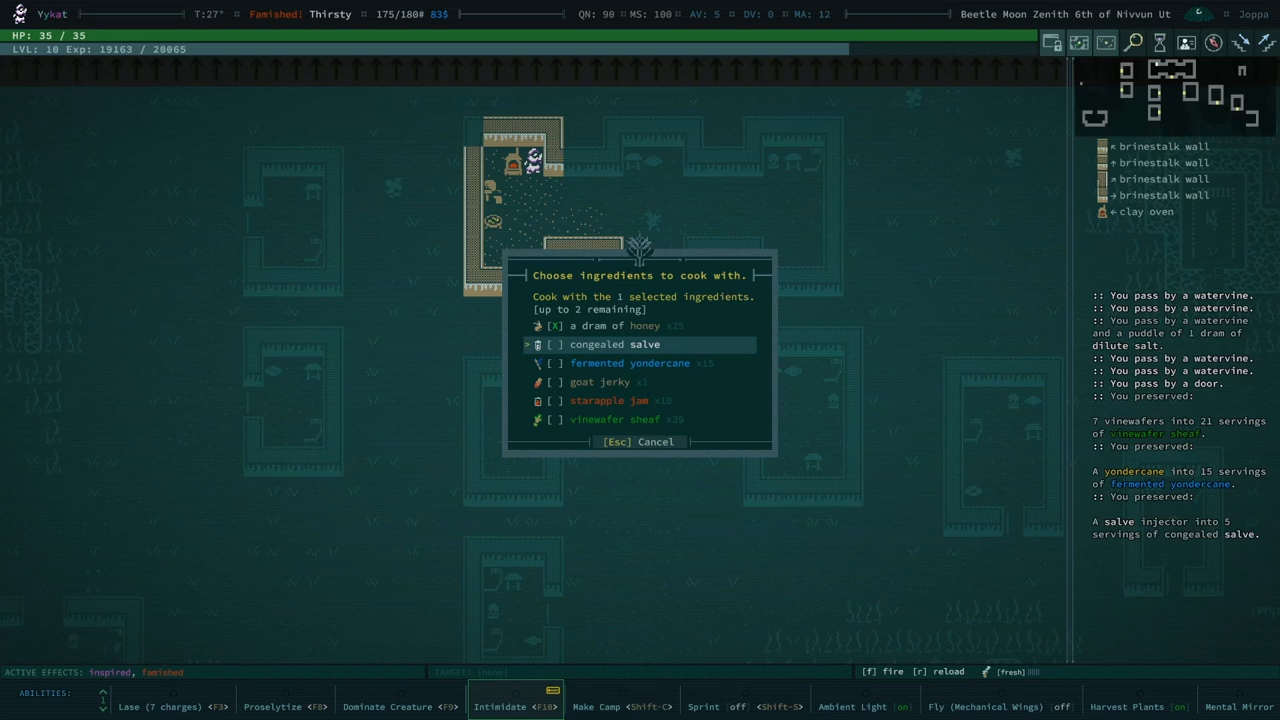 Yykat T:27° Famished! Thirsty 175/180# 83$ QN: 90 MS: 100 AV: 5 DV: 0 MA: 12 Beetle Moon Zenith 6th of Nivvun Ut Joppa
HP: 35 / 35
LVL: 10 Exp: 19163 / 20065
brinestalk wall
brinestalk wall
brinestalk wall
brinestalk wall
clay oven
Choose ingredients to cook with.
Cook with the 1 selected ingredients.
[up to 2 remaining]
[X] a dram of honey x25
> [ ] congealed salve
[ ] fermented yondercane x15
[ ] goat jerky x1
[ ] starapple jam x18
[ ] vinewafer sheaf x39
[Esc] Cancel
:: You pass by a watervine.
:: You pass by a watervine.
:: You pass by a watervine
and a puddle of 1 dram of
dilute salt.
:: You pass by a watervine.
:: You pass by a watervine.
:: You pass by a door.
:: You preserved:
7 vinewafers into 21 servings
of vinewafer sheaf.
:: You preserved:
A yondercane into 15 servings
of fermented yondercane.
:: You preserved:
A salve injector into 5
servings of congealed salve.
ACTIVE EFFECTS: inspired, famished TARGET: [none] [f] fire [r] reload [fresh]
ABILITIES: 1 Lase (7 charges) <F3> Proselytize <F8> Dominate Creature <F9> Intimidate <F10> Make Camp <Shift-C> Sprint [off] <Shift-S> Ambient Light [on] Fly (Mechanical Wings) [off] Harvest Plants [on] Mental Mirror